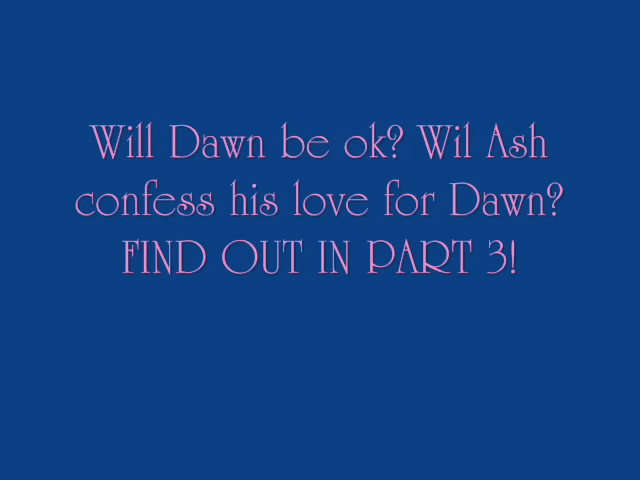 Will Dawn be ok? Wil Ash
confess his love for Dawn?
FIND OUT IN PART 3!